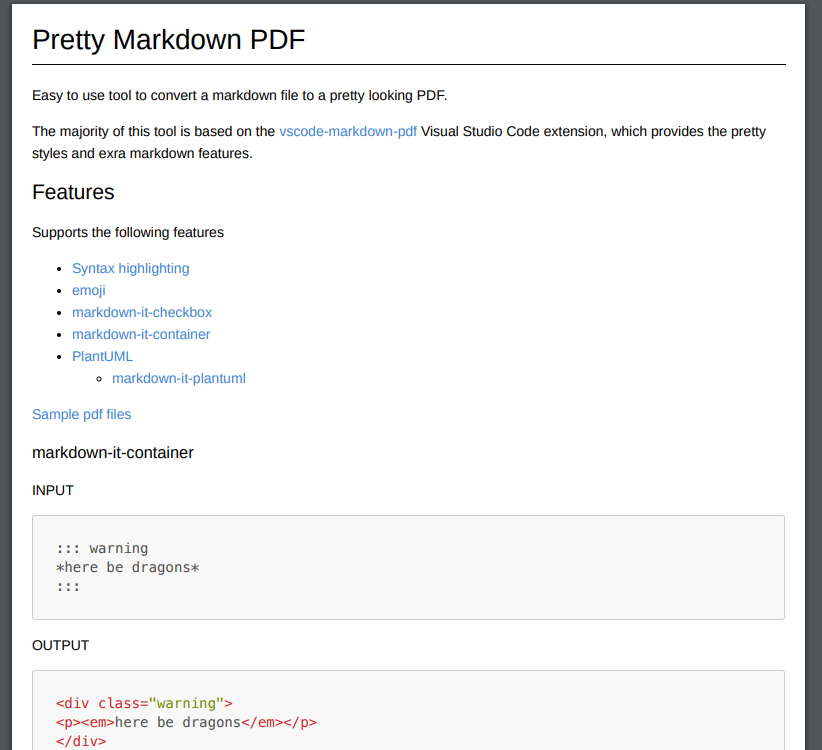 Pretty Markdown PDF
Easy to use tool to convert a markdown file to a pretty looking PDF.
The majority of this tool is based on the vscode-markdown-pdf Visual Studio Code extension, which provides the pretty
styles and exra markdown features.
Features
Supports the following features
Syntax highlighting
emoji
markdown-it-checkbox
markdown-it-container
PlantUML
markdown-it-plantuml
Sample pdf files
markdown-it-container
INPUT
::: warning
*here be dragons*
:::
OUTPUT
<div class="warning">
<p><em>here be dragons</em></p>
</div>